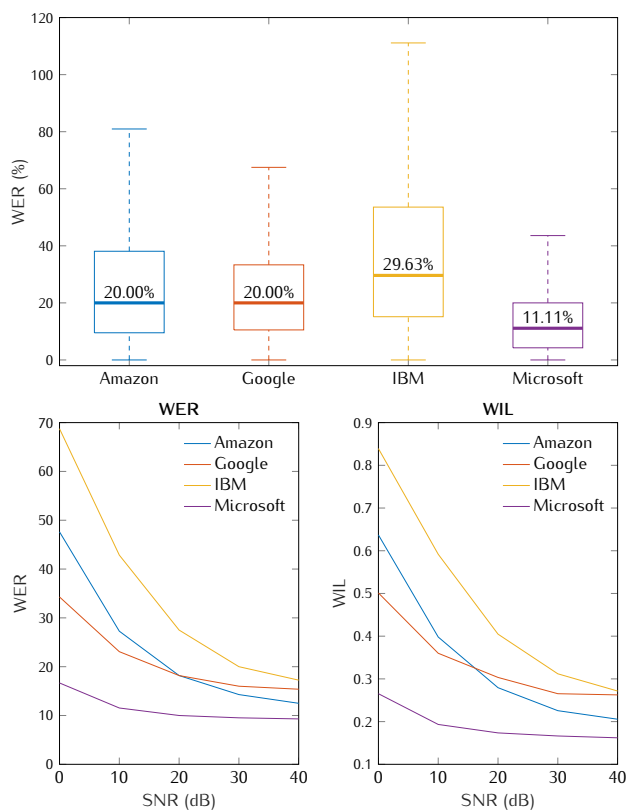 120
100
80
60
40
20
0
WER (%)
20.00%
20.00%
29.63%
11.11%
Amazon Google IBM Microsoft
WER
70
60
50
40
30
20
10
0
WER
Amazon
Google
IBM
Microsoft
0 10 20 30 40
SNR (dB)
WIL
0.9
0.8
0.7
0.6
0.5
0.4
0.3
0.2
0.1
WIL
Amazon
Google
IBM
Microsoft
0 10 20 30 40
SNR (dB)